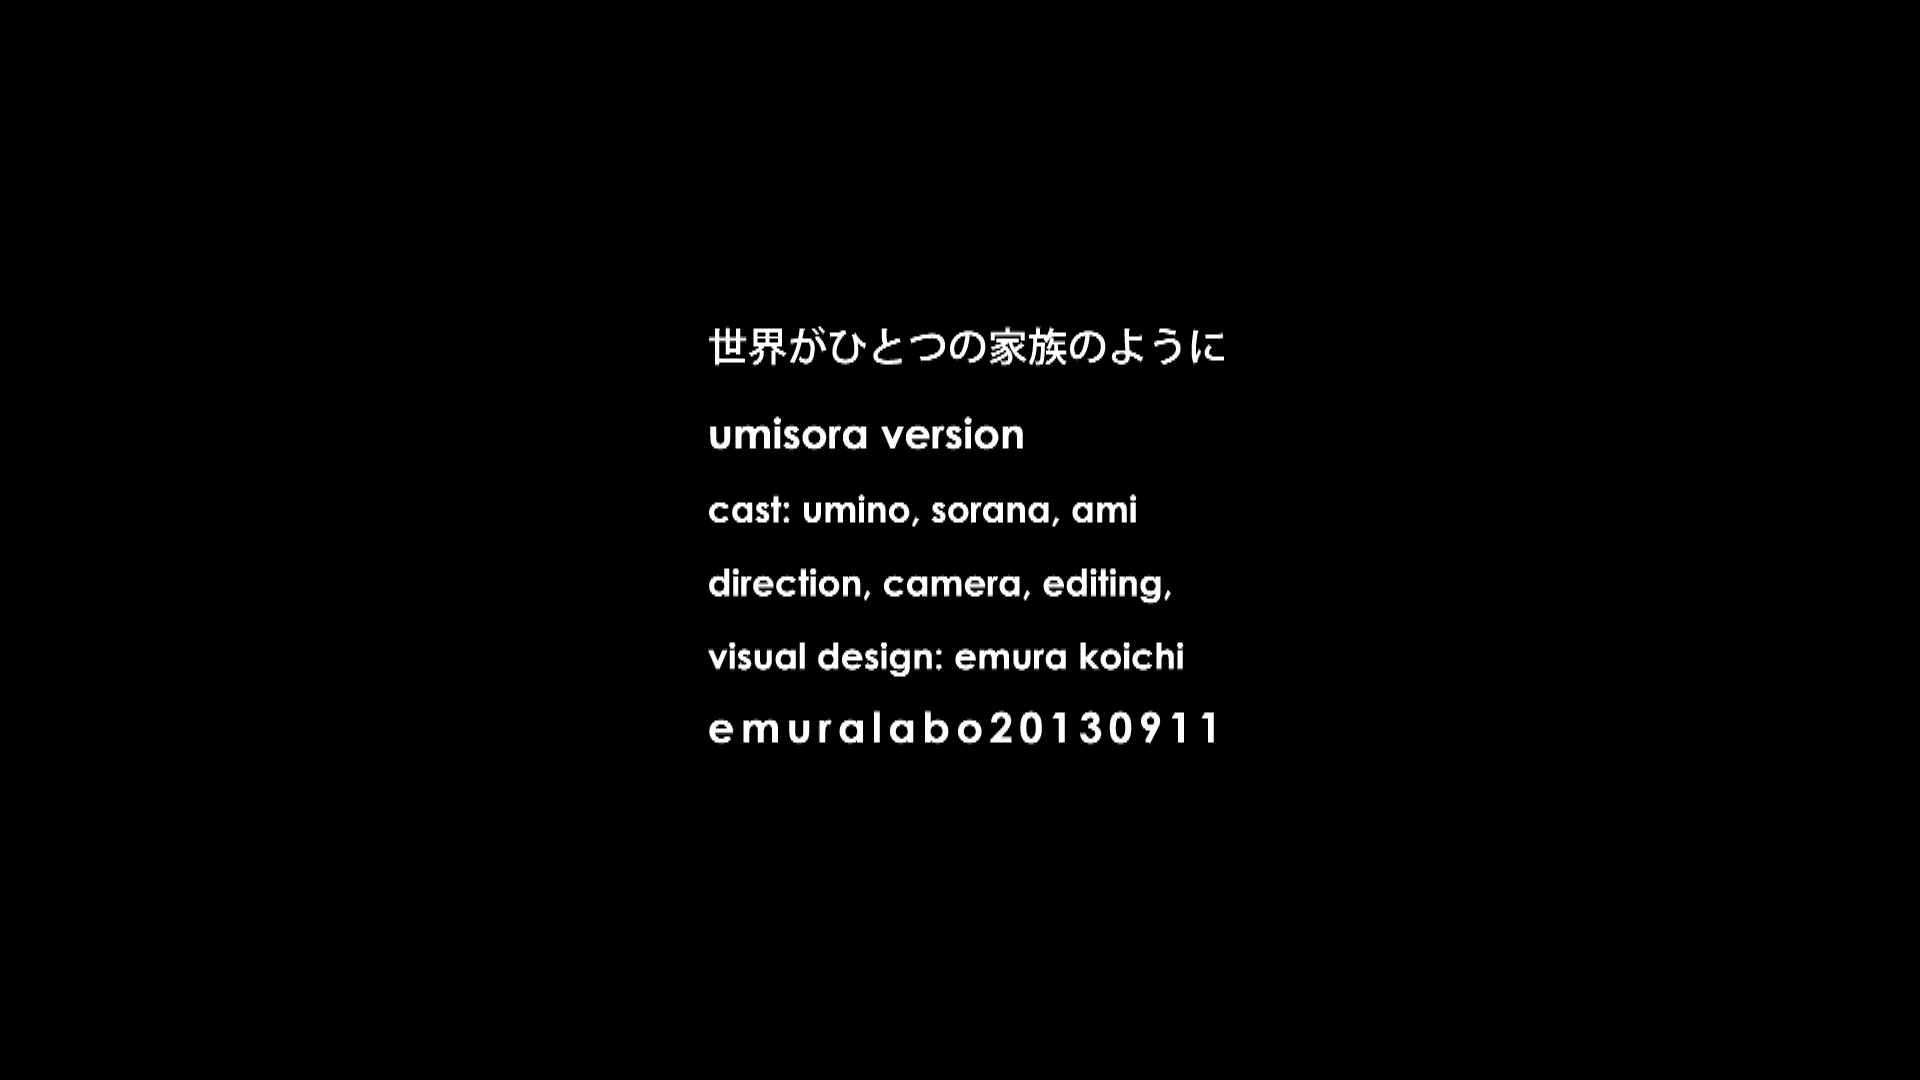 世界がひとつの家族のように
umisora version
cast: umino, sorana, ami
direction, camera, editing,
visual design: emura koichi
emuralabo20130911